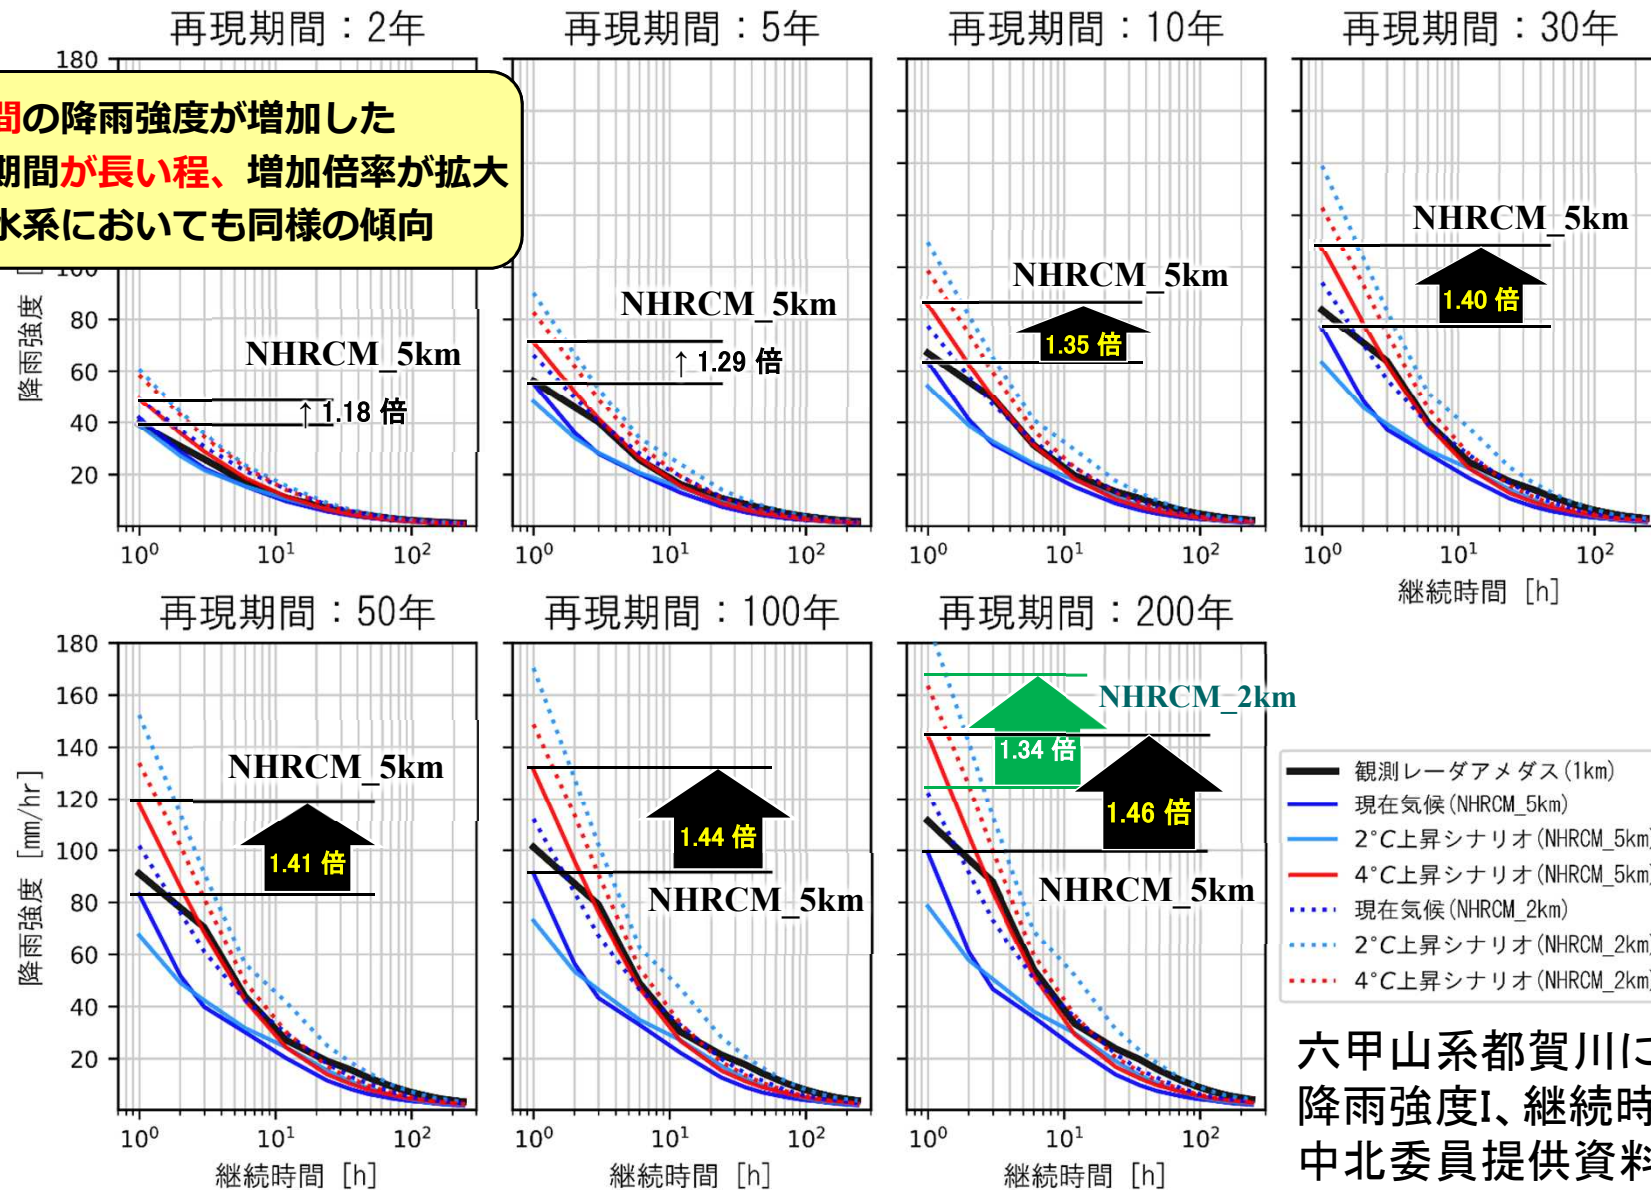 再現期間：2年
再現期間：5年
再現期間：10年
再現期間：30年
間の降雨強度が増加した
期間が長い程、増加倍率が拡大
水系においても同様の傾向
180
100
80
60
40
20
降雨強度
NHRCM_5km
↑ 1.18 倍
NHRCM_5km
↑ 1.29 倍
NHRCM_5km
1.35 倍
NHRCM_5km
1.40 倍
10⁰ 10¹ 10²
10⁰ 10¹ 10²
10⁰ 10¹ 10²
10⁰ 10¹ 10²
継続時間 [h]
再現期間：50年
再現期間：100年
再現期間：200年
180
160
140
120
100
80
60
40
20
降雨強度 [mm/hr]
NHRCM_5km
1.41 倍
1.44 倍
NHRCM_5km
NHRCM_2km
1.34 倍
1.46 倍
NHRCM_5km
10⁰ 10¹ 10²
10⁰ 10¹ 10²
10⁰ 10¹ 10²
継続時間 [h]
継続時間 [h]
継続時間 [h]
観測レーダアメダス(1km)
現在気候(NHRCM_5km)
2°C上昇シナリオ(NHRCM_5km)
4°C上昇シナリオ(NHRCM_5km)
現在気候(NHRCM_2km)
2°C上昇シナリオ(NHRCM_2km)
4°C上昇シナリオ(NHRCM_2km)
六甲山系都賀川に
降雨強度I、継続時
中北委員提供資料